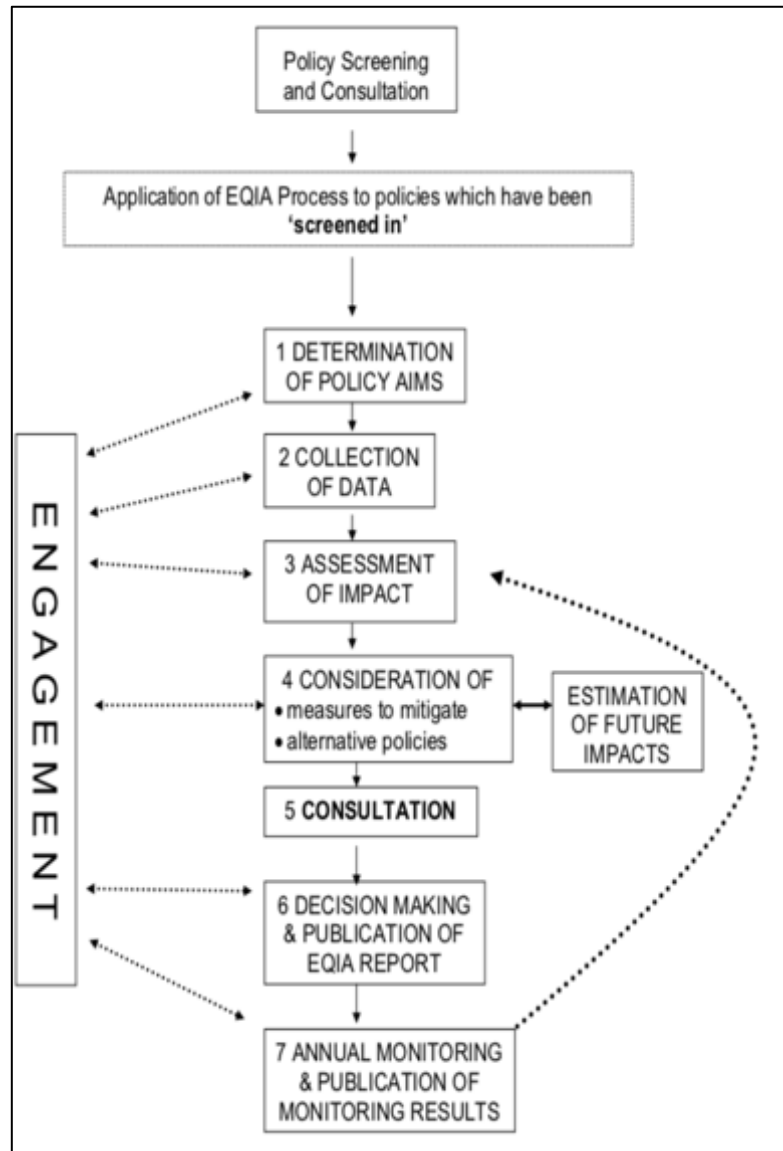 Policy Screening
and Consultation
Application of EQIA Process to policies which have been
‘screened in’
1 DETERMINATION
OF POLICY AIMS
2 COLLECTION
OF DATA
3 ASSESSMENT
OF IMPACT
4 CONSIDERATION OF
• measures to mitigate
• alternative policies
ESTIMATION
OF FUTURE
IMPACTS
5 CONSULTATION
6 DECISION MAKING
& PUBLICATION OF
EQIA REPORT
7 ANNUAL MONITORING
& PUBLICATION OF
MONITORING RESULTS
ENGAGEMENT